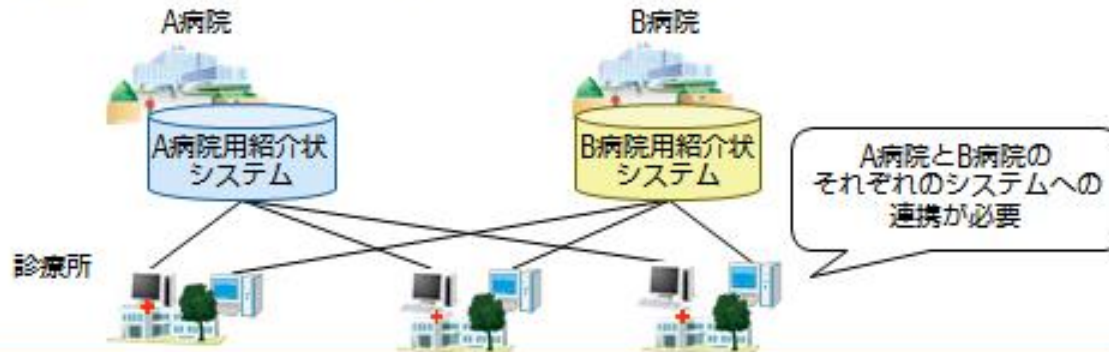 A病院
B病院
A病院用紹介状
システム
B病院用紹介状
システム
A病院とB病院の
それぞれのシステムへの
連携が必要
診療所